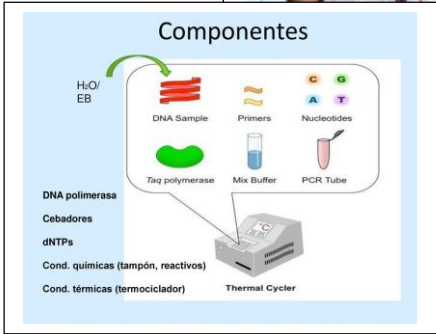 Componentes
H2O/
EB
DNA Sample
Primers
Nucleotides
C G
A T
Taq polymerase
Mix Buffer
PCR Tube
DNA polimerasa
Cebadores
dNTPs
Cond. químicas (tampón, reactivos)
Cond. térmicas (termociclador)
°C
Thermal Cycler